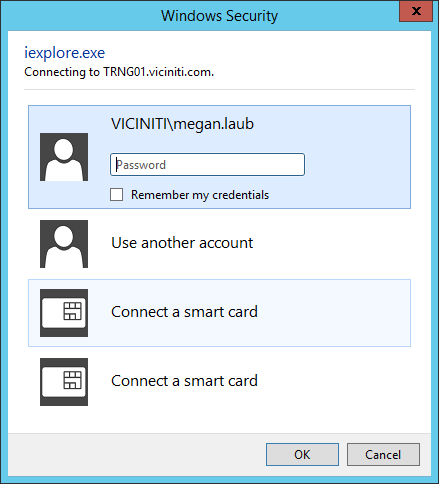 Windows Security
iexplore.exe
Connecting to TRNG01.viciniti.com.
VICINITI\megan.laub
Password
Remember my credentials
Use another account
Connect a smart card
Connect a smart card
OK
Cancel